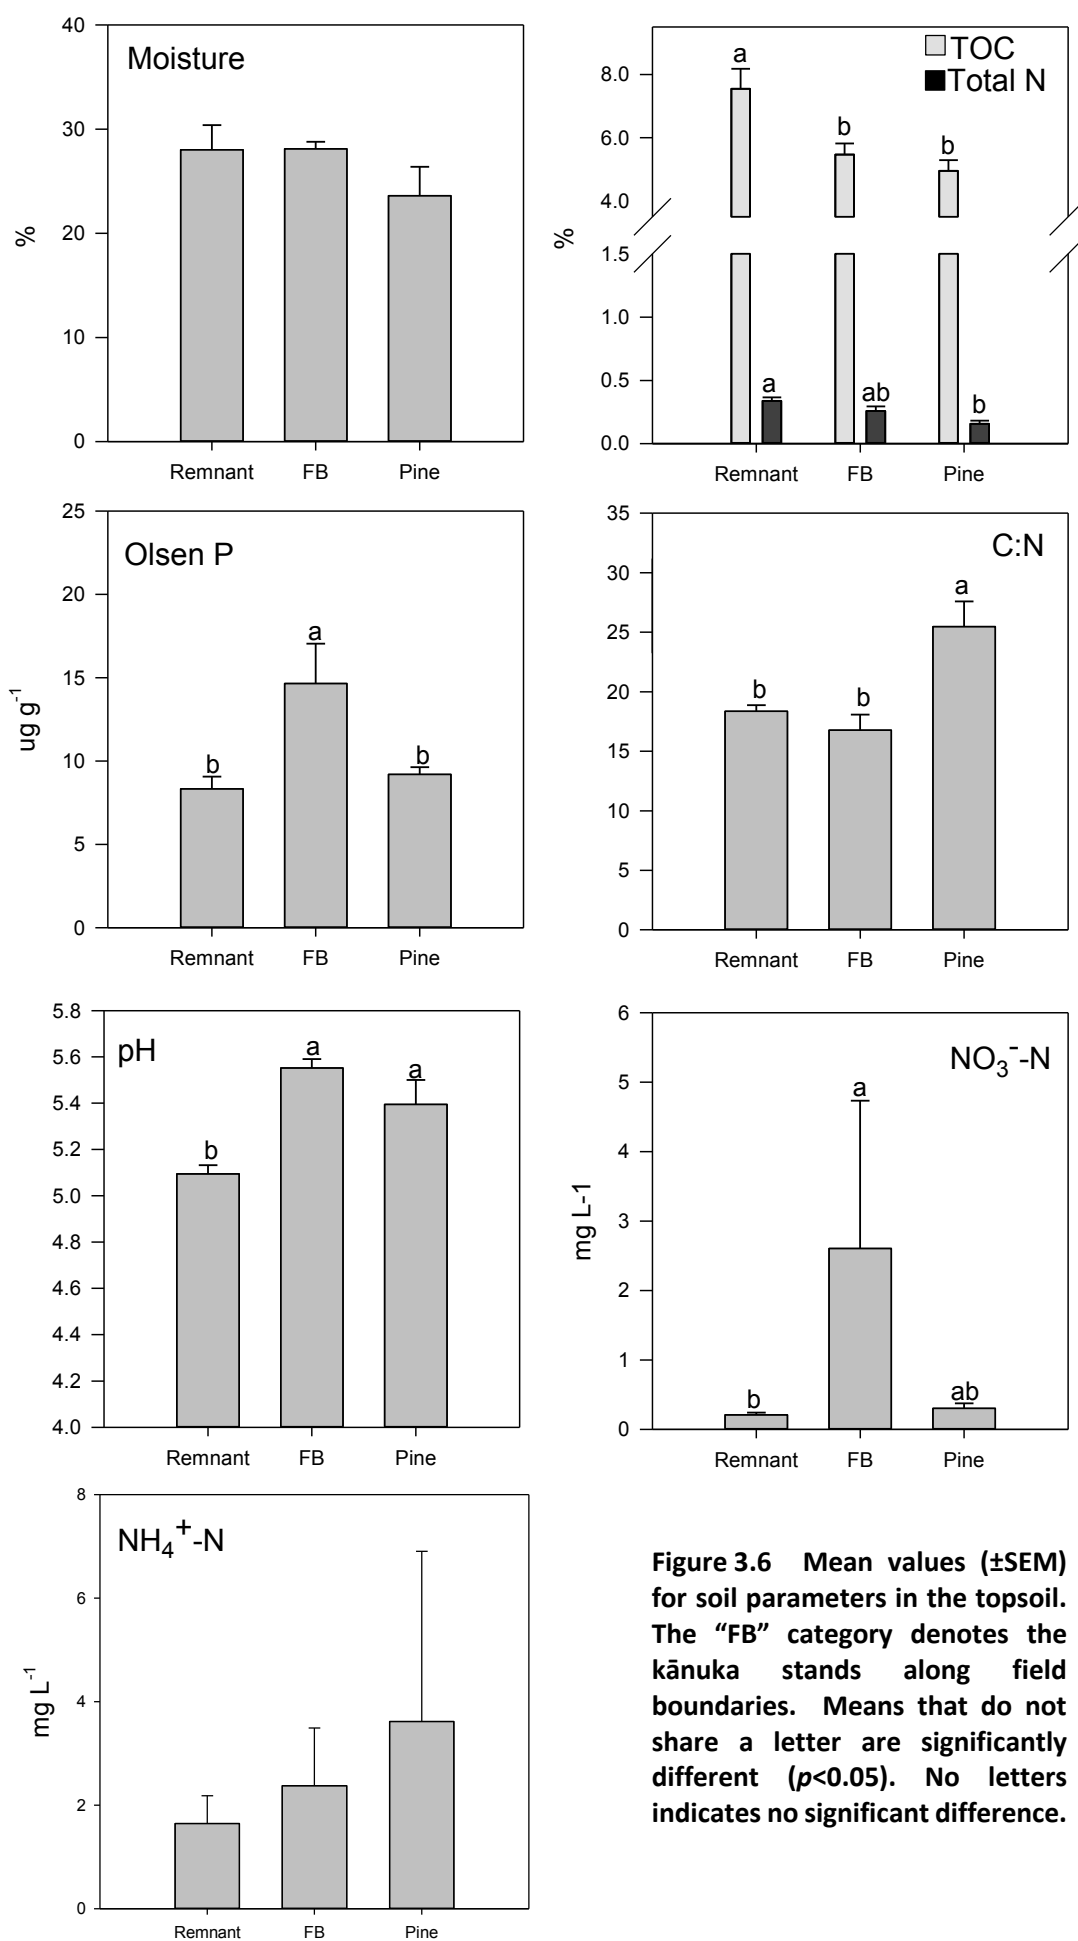 Moisture
%
40
30
20
10
0
Remnant FB Pine
TOC
Total N
%
8.0
6.0
4.0
1.5
1.0
0.5
0.0
a
b
b
a
ab
b
Remnant FB Pine
Olsen P
ug g⁻¹
25
20
15
10
5
0
b
a
b
Remnant FB Pine
C:N
35
30
25
20
15
10
5
0
b
b
a
Remnant FB Pine
pH
5.8
5.6
5.4
5.2
5.0
4.8
4.6
4.4
4.2
4.0
b
a
a
Remnant FB Pine
NO₃⁻-N
mg L-1
6
5
4
3
2
1
0
b
a
ab
Remnant FB Pine
NH₄⁺-N
mg L⁻¹
8
6
4
2
0
Remnant FB Pine
Figure 3.6 Mean values (±SEM)
for soil parameters in the topsoil.
The “FB” category denotes the
kānuka stands along field
boundaries. Means that do not
share a letter are significantly
different (p<0.05). No letters
indicates no significant difference.